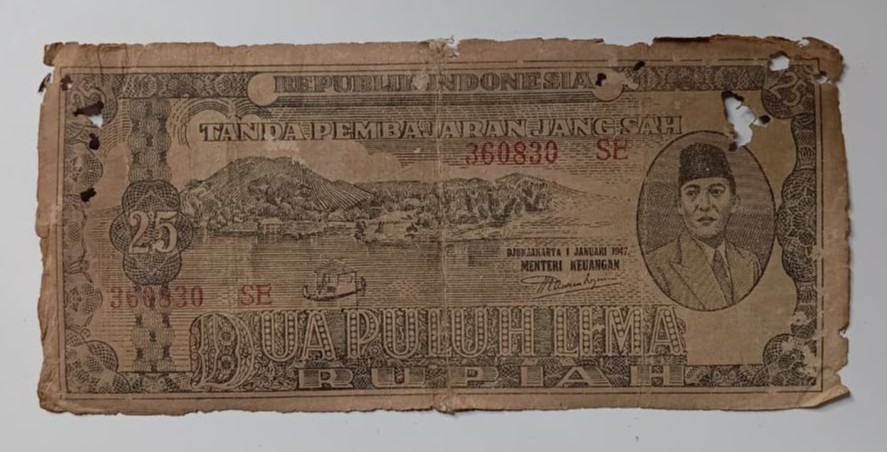 REPUBLIK INDONESIA
TANDA PEMBAJARAN JANG SAH
360830 SE
25
DJOKJAKARTA 1 JANUARI 1947.
MENTERI KEUANGAN
360830 SE
DUA PULUH LIMA
RUPIAH